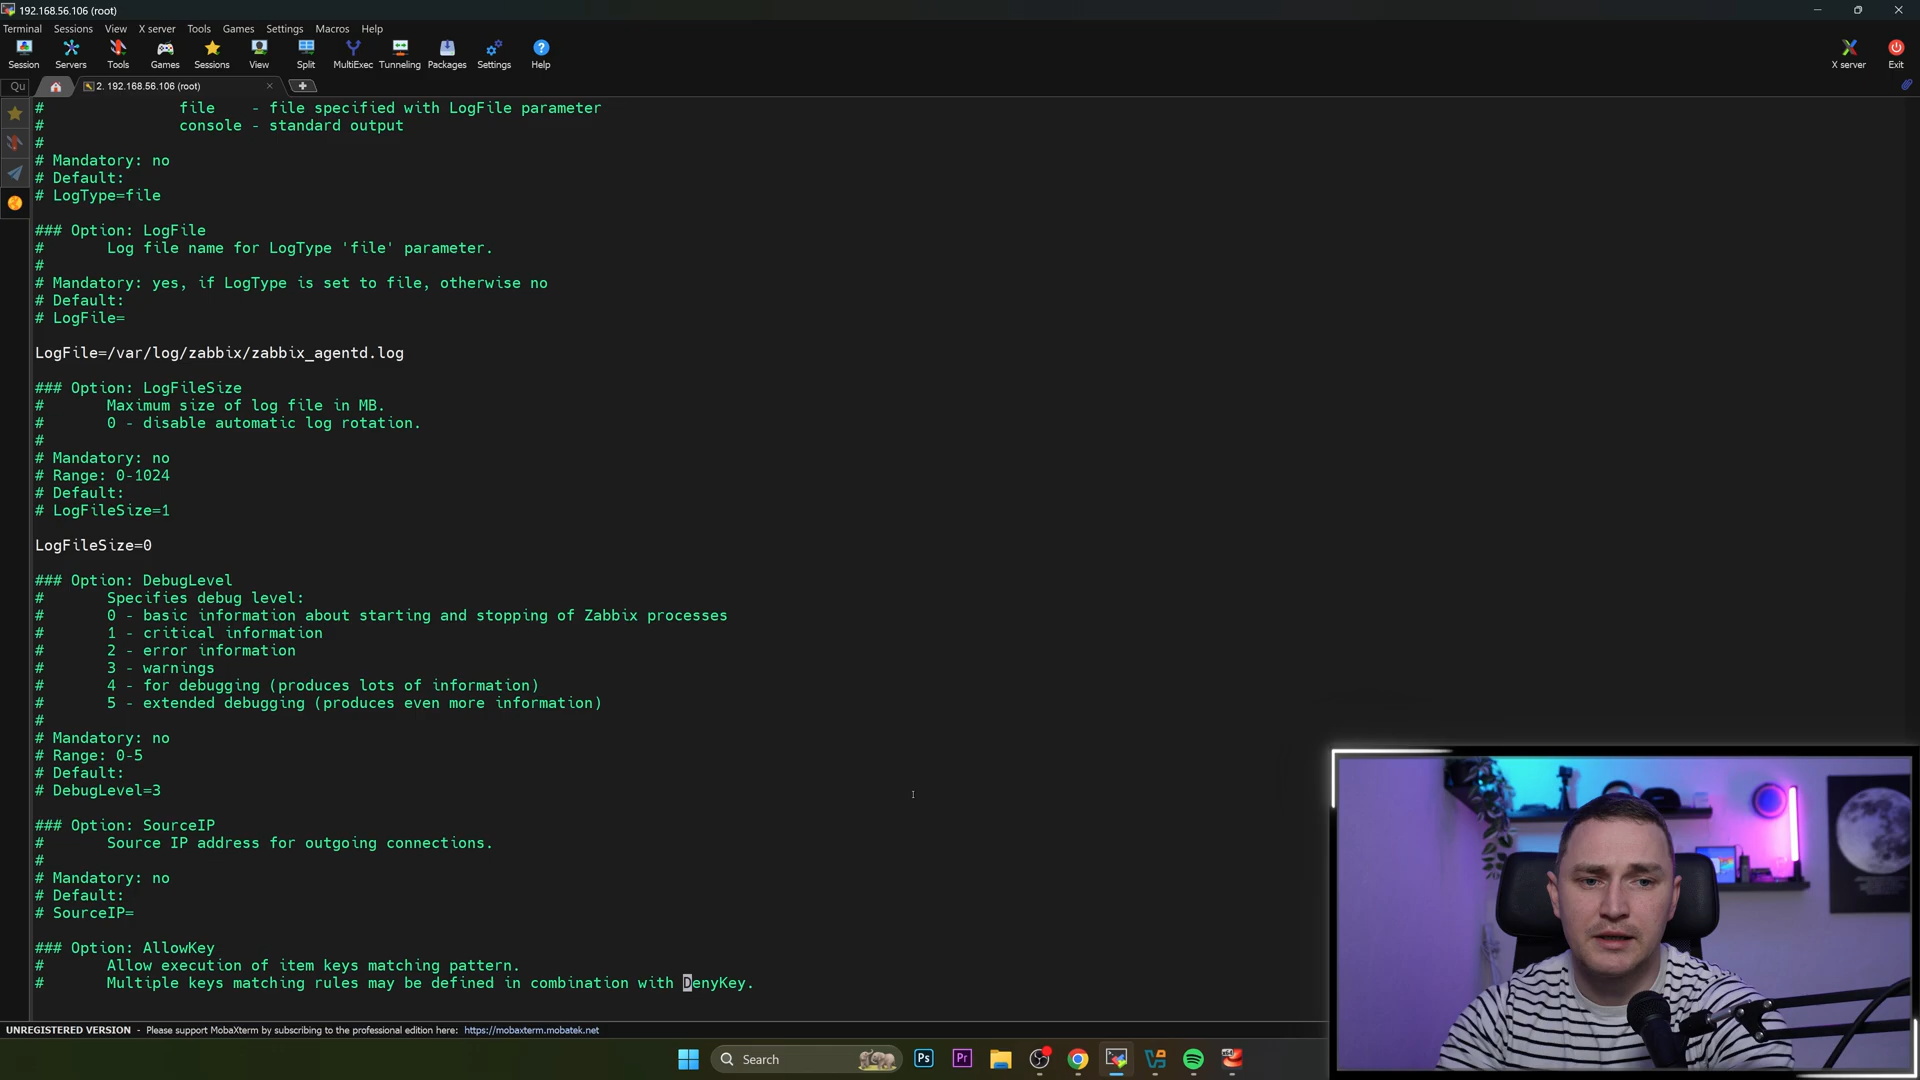 192.168.56.106 (root)
Terminal Sessions View X server Tools Games Settings Macros Help
Session Servers Tools Games Sessions View Split MultiExec Tunneling Packages Settings Help X server Exit
Qu 2. 192.168.56.106 (root)
# file - file specified with LogFile parameter
# console - standard output
#
# Mandatory: no
# Default:
# LogType=file
### Option: LogFile
# Log file name for LogType 'file' parameter.
#
# Mandatory: yes, if LogType is set to file, otherwise no
# Default:
# LogFile=
LogFile=/var/log/zabbix/zabbix_agentd.log
### Option: LogFileSize
# Maximum size of log file in MB.
# 0 - disable automatic log rotation.
#
# Mandatory: no
# Range: 0-1024
# Default:
# LogFileSize=1
LogFileSize=0
### Option: DebugLevel
# Specifies debug level:
# 0 - basic information about starting and stopping of Zabbix processes
# 1 - critical information
# 2 - error information
# 3 - warnings
# 4 - for debugging (produces lots of information)
# 5 - extended debugging (produces even more information)
#
# Mandatory: no
# Range: 0-5
# Default:
# DebugLevel=3
### Option: SourceIP
# Source IP address for outgoing connections.
#
# Mandatory: no
# Default:
# SourceIP=
### Option: AllowKey
# Allow execution of item keys matching pattern.
# Multiple keys matching rules may be defined in combination with DenyKey.
UNREGISTERED VERSION - Please support MobaXterm by subscribing to the professional edition here: https://mobaxterm.mobatek.net
Search Ps Pr